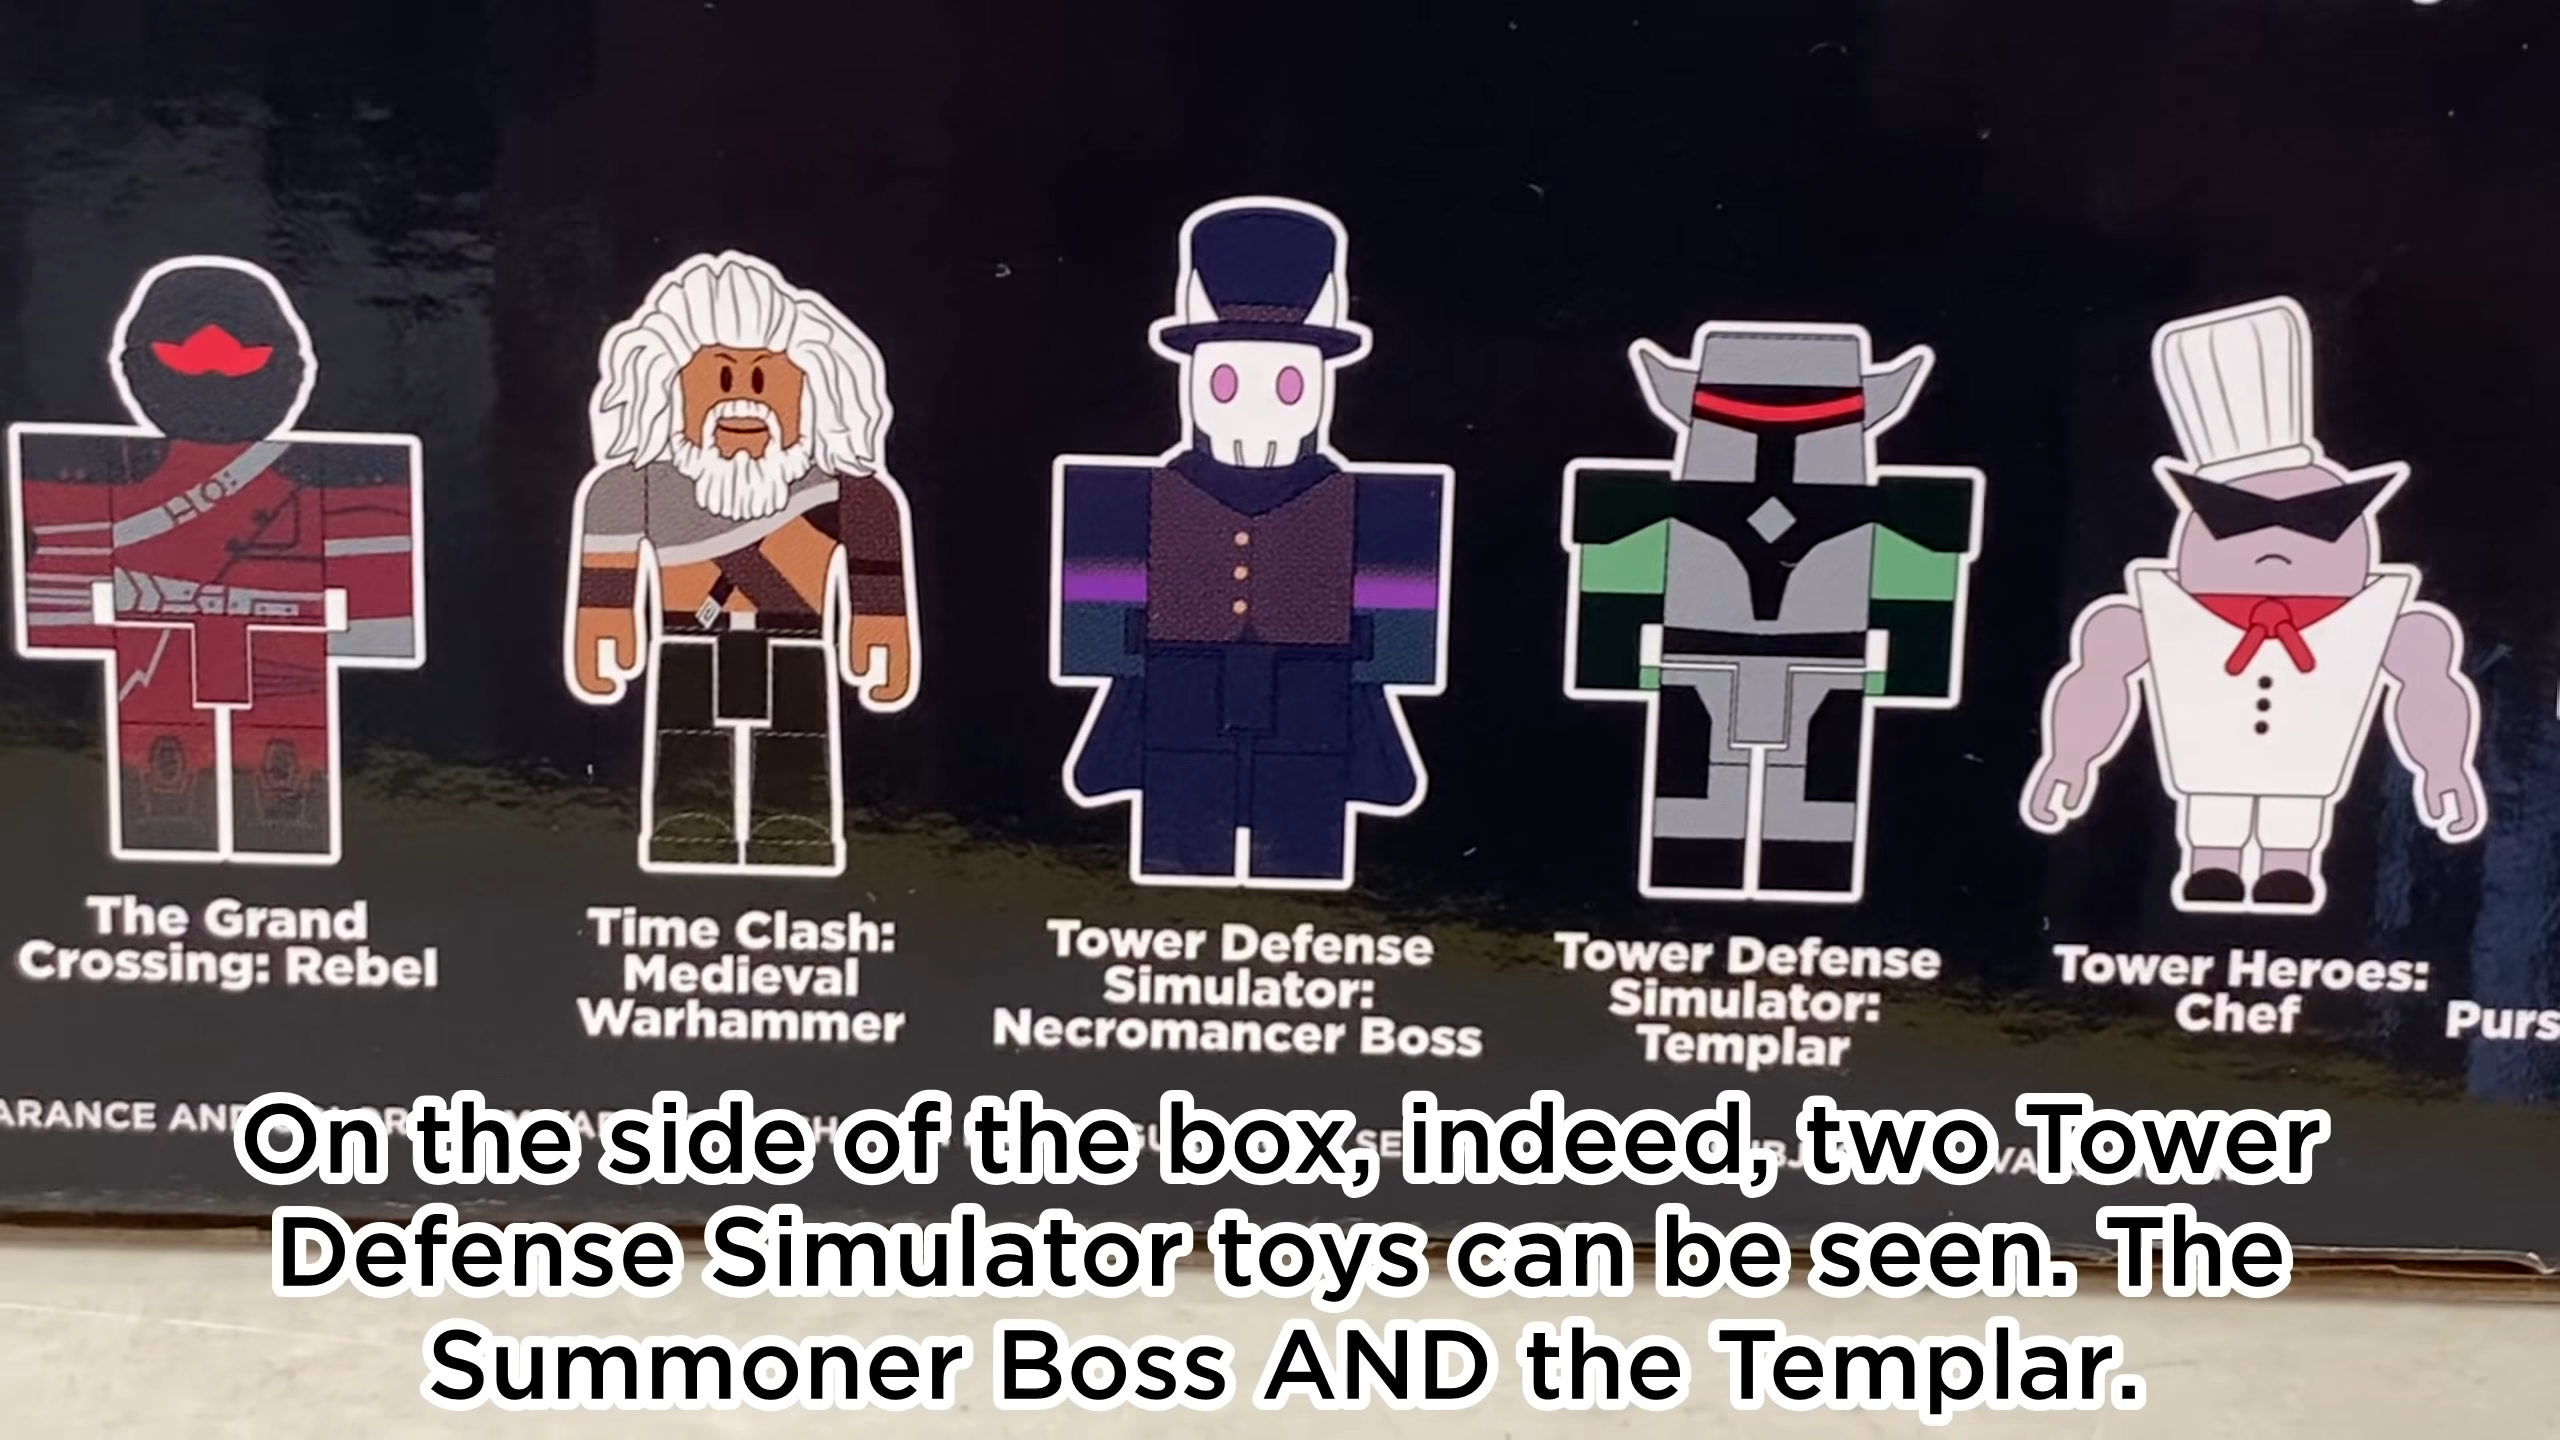 The Grand
Crossing: Rebel
Time Clash:
Medieval
Warhammer
Tower Defense
Simulator:
Necromancer Boss
Tower Defense
Simulator:
Templar
Tower Heroes:
Chef
Purs
ARANCE AND
On the side of the box, indeed, two Tower
Defense Simulator toys can be seen. The
Summoner Boss AND the Templar.